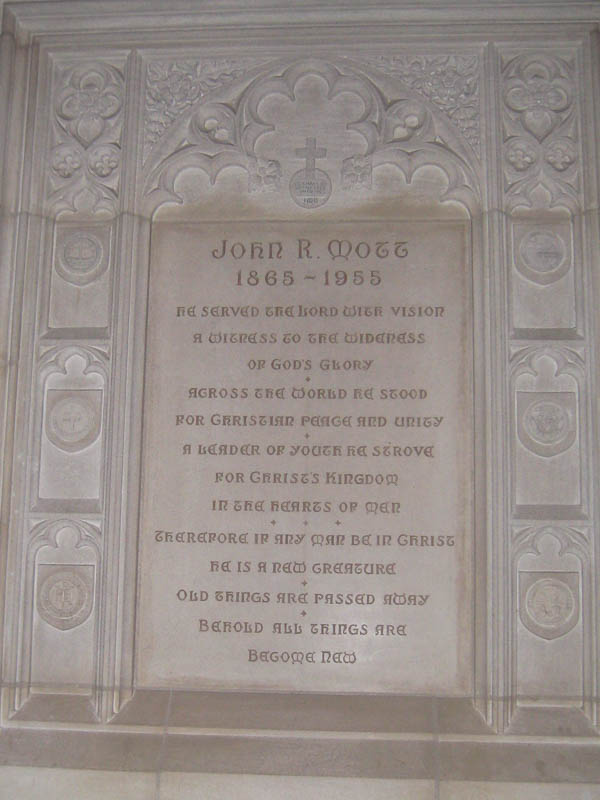 John R. Mott
1865 - 1955
He served the Lord with vision
a witness to the wideness
of God's glory
across the world he stood
for Christian peace and unity
a leader of youth he strove
for Christ's Kingdom
in the hearts of men
Therefore if any man be in Christ
he is a new creature
Old things are passed away
Behold all things are
Become New